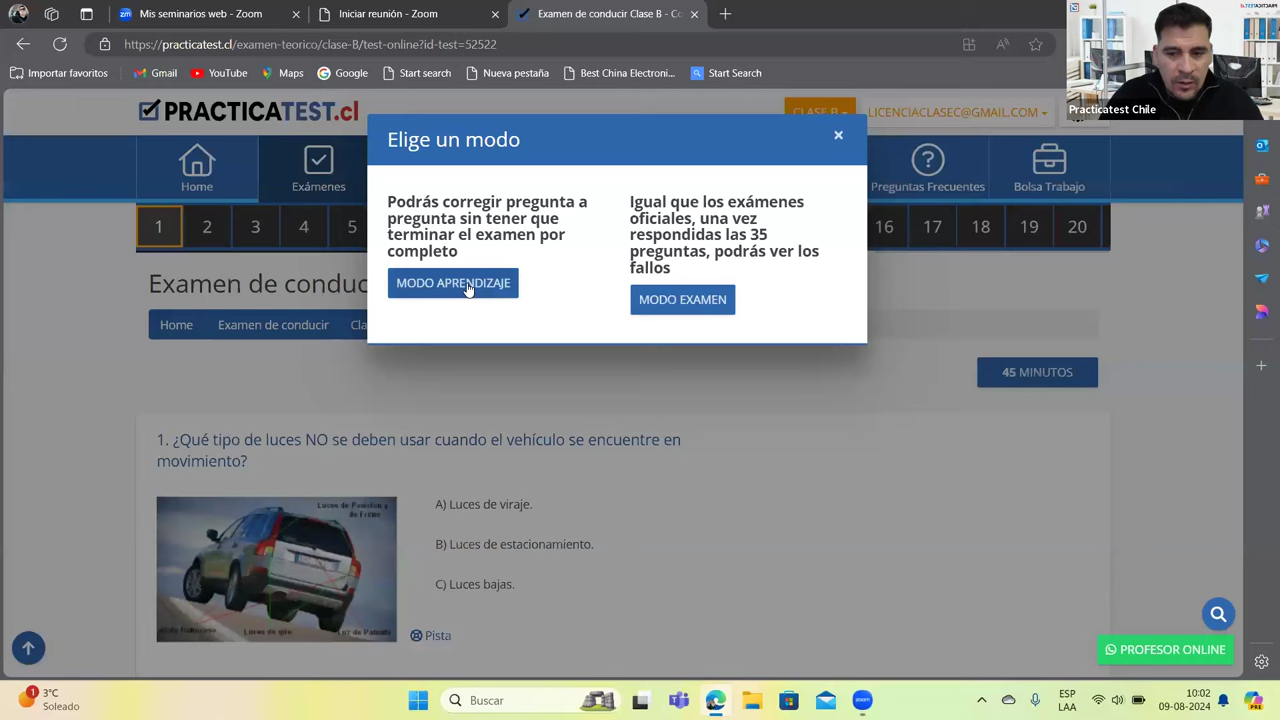 Mis seminarios web - Zoom
Iniciar reunión - Zoom
Examen de conducir Clase B - Co
https://practicatest.cl/examen-teorico/clase-B/test-online?id-test=52522
Importar favoritos
Gmail
YouTube
Maps
Google
Start search
Nueva pestaña
Best China Electroni...
Start Search
Practicatest Chile
PRACTICATEST.cl
CLASE B
LICENCIACLASEC@GMAIL.COM
Elige un modo
×
Home
Exámenes
Preguntas Frecuentes
Bolsa Trabajo
Podrás corregir pregunta a
pregunta sin tener que
terminar el examen por
completo
MODO APRENDIZAJE
Igual que los exámenes
oficiales, una vez
respondidas las 35
preguntas, podrás ver los
fallos
MODO EXAMEN
1 2 3 4 5 16 17 18 19 20
Examen de conduc
Home Examen de conducir Cla
45 MINUTOS
1. ¿Qué tipo de luces NO se deben usar cuando el vehículo se encuentre en
movimiento?
A) Luces de viraje.
B) Luces de estacionamiento.
C) Luces bajas.
Pista
PROFESOR ONLINE
1
3°C
Soleado
Buscar
zoom
ESP
LAA
10:02
09-08-2024
PRE